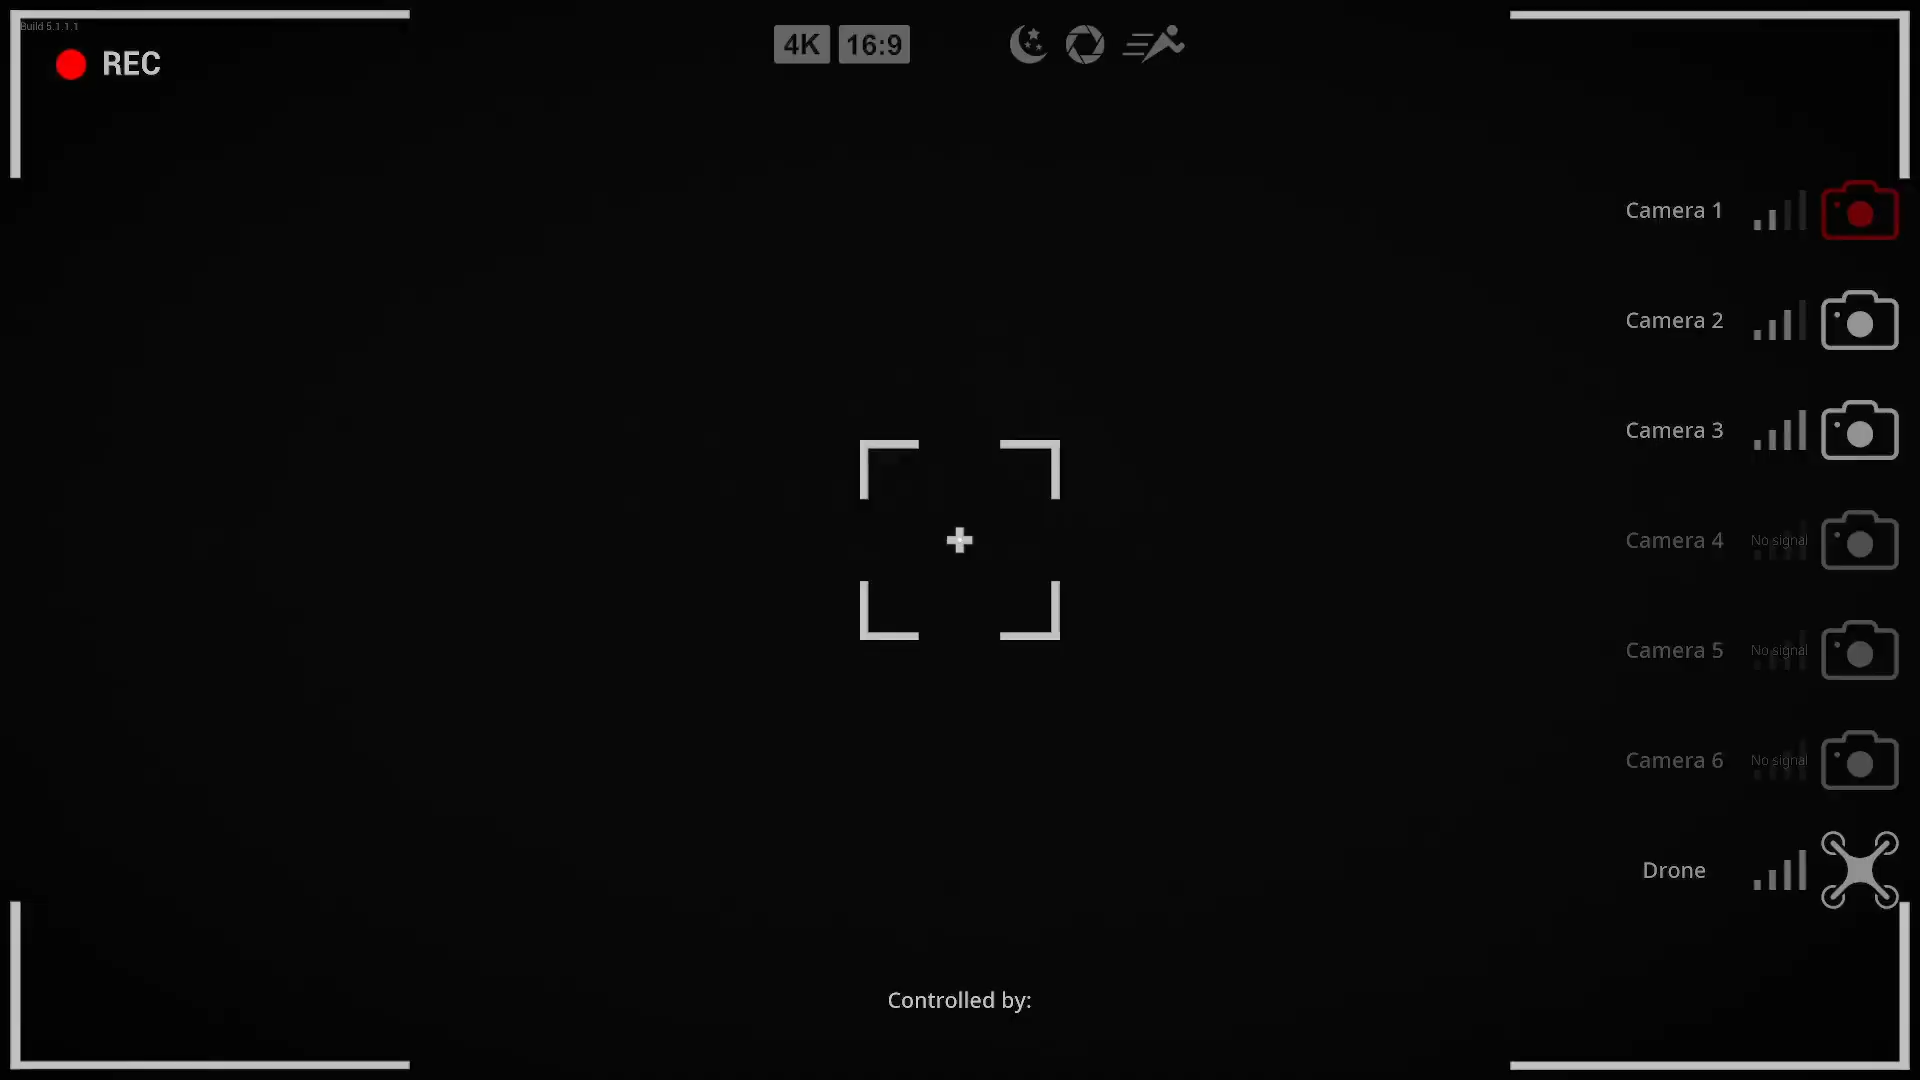 Build 5.1.1.1
REC
4K 16:9
Camera 1
Camera 2
Camera 3
Camera 4 No signal
Camera 5 No signal
Camera 6 No signal
Drone
Controlled by: